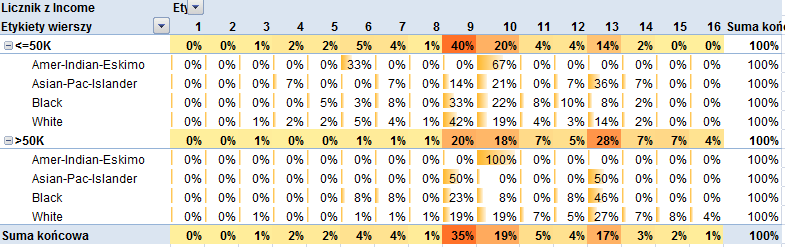 Licznik z Income Ety
Etykiety wierszy 1 2 3 4 5 6 7 8 9 10 11 12 13 14 15 16 Suma końc
<=50K 0% 0% 1% 2% 2% 5% 4% 1% 40% 20% 4% 4% 14% 2% 0% 0% 100%
Amer-Indian-Eskimo 0% 0% 0% 0% 0% 33% 0% 0% 0% 67% 0% 0% 0% 0% 0% 0% 100%
Asian-Pac-Islander 0% 0% 0% 7% 0% 0% 7% 0% 14% 21% 0% 7% 36% 7% 0% 0% 100%
Black 0% 0% 0% 0% 5% 3% 8% 0% 33% 22% 8% 10% 8% 2% 0% 0% 100%
White 0% 0% 1% 2% 2% 5% 4% 1% 42% 19% 4% 3% 14% 2% 0% 0% 100%
>50K 0% 0% 1% 0% 0% 1% 1% 1% 20% 18% 7% 5% 28% 7% 7% 4% 100%
Amer-Indian-Eskimo 0% 0% 0% 0% 0% 0% 0% 0% 0% 100% 0% 0% 0% 0% 0% 0% 100%
Asian-Pac-Islander 0% 0% 0% 0% 0% 0% 0% 0% 50% 0% 0% 0% 50% 0% 0% 0% 100%
Black 0% 0% 0% 0% 0% 8% 8% 0% 23% 8% 0% 8% 46% 0% 0% 0% 100%
White 0% 0% 1% 0% 0% 1% 1% 1% 19% 19% 7% 5% 27% 7% 8% 4% 100%
Suma końcowa 0% 0% 1% 2% 2% 4% 4% 1% 35% 19% 5% 4% 17% 3% 2% 1% 100%